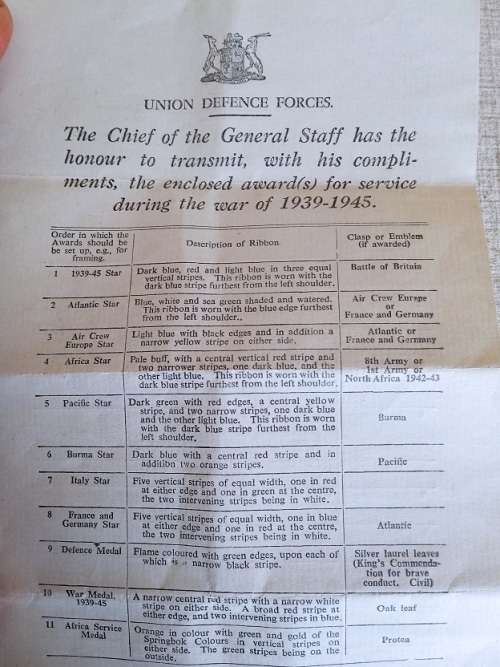 UNION DEFENCE FORCES.
The Chief of the General Staff has the
honour to transmit, with his compli-
ments, the enclosed award(s) for service
during the war of 1939-1945.
Order in which the
Awards should be
be set up, e.g., for
framing.
Description of Ribbon
Clasp or Emblem
(if awarded)
1 1939-45 Star
Dark blue, red and light blue in three equal
vertical stripes. This ribbon is worn with the
dark blue stripe furthest from the left shoulder.
Battle of Britain
2 Atlantic Star
Blue, white and sea green shaded and watered.
This ribbon is worn with the blue edge furthest
from the left shoulder.
Air Crew Europe
or
France and Germany
3 Air Crew
Europe Star
Light blue with black edges and in addition a
narrow yellow stripe on either side.
Atlantic or
France and Germany
4 Africa Star
Pale buff, with a central vertical red stripe and
two narrower stripes, one dark blue, and the
other light blue. This ribbon is worn with the
dark blue stripe furthest from the left shoulder.
8th Army or
1st Army or
North Africa 1942-43
5 Pacific Star
Dark green with red edges, a central yellow
stripe, and two narrow stripes, one dark blue
and the other light blue. This ribbon is worn
with the dark blue stripe furthest from the
left shoulder.
Burma
6 Burma Star
Dark blue with a central red stripe and in
addition two orange stripes.
Pacific
7 Italy Star
Five vertical stripes of equal width, one in red
at either edge and one in green at the centre,
the two intervening stripes being in white.
8 France and
Germany Star
Five vertical stripes of equal width, one in blue
at either edge and one in red at the centre,
the two intervening stripes being in white.
Atlantic
9 Defence Medal
Flame coloured with green edges, upon each of
which is a narrow black stripe.
Silver laurel leaves
(King's Commenda-
tion for brave
conduct. Civil)
10 War Medal,
1939-45
A narrow central red stripe with a narrow white
stripe on either side. A broad red stripe at
either edge, and two intervening stripes in blue.
Oak leaf
11 Africa Service
Medal
Orange in colour with green and gold of the
Springbok Colours in vertical stripes on
either side. The green stripes being on the
outside.
Protea